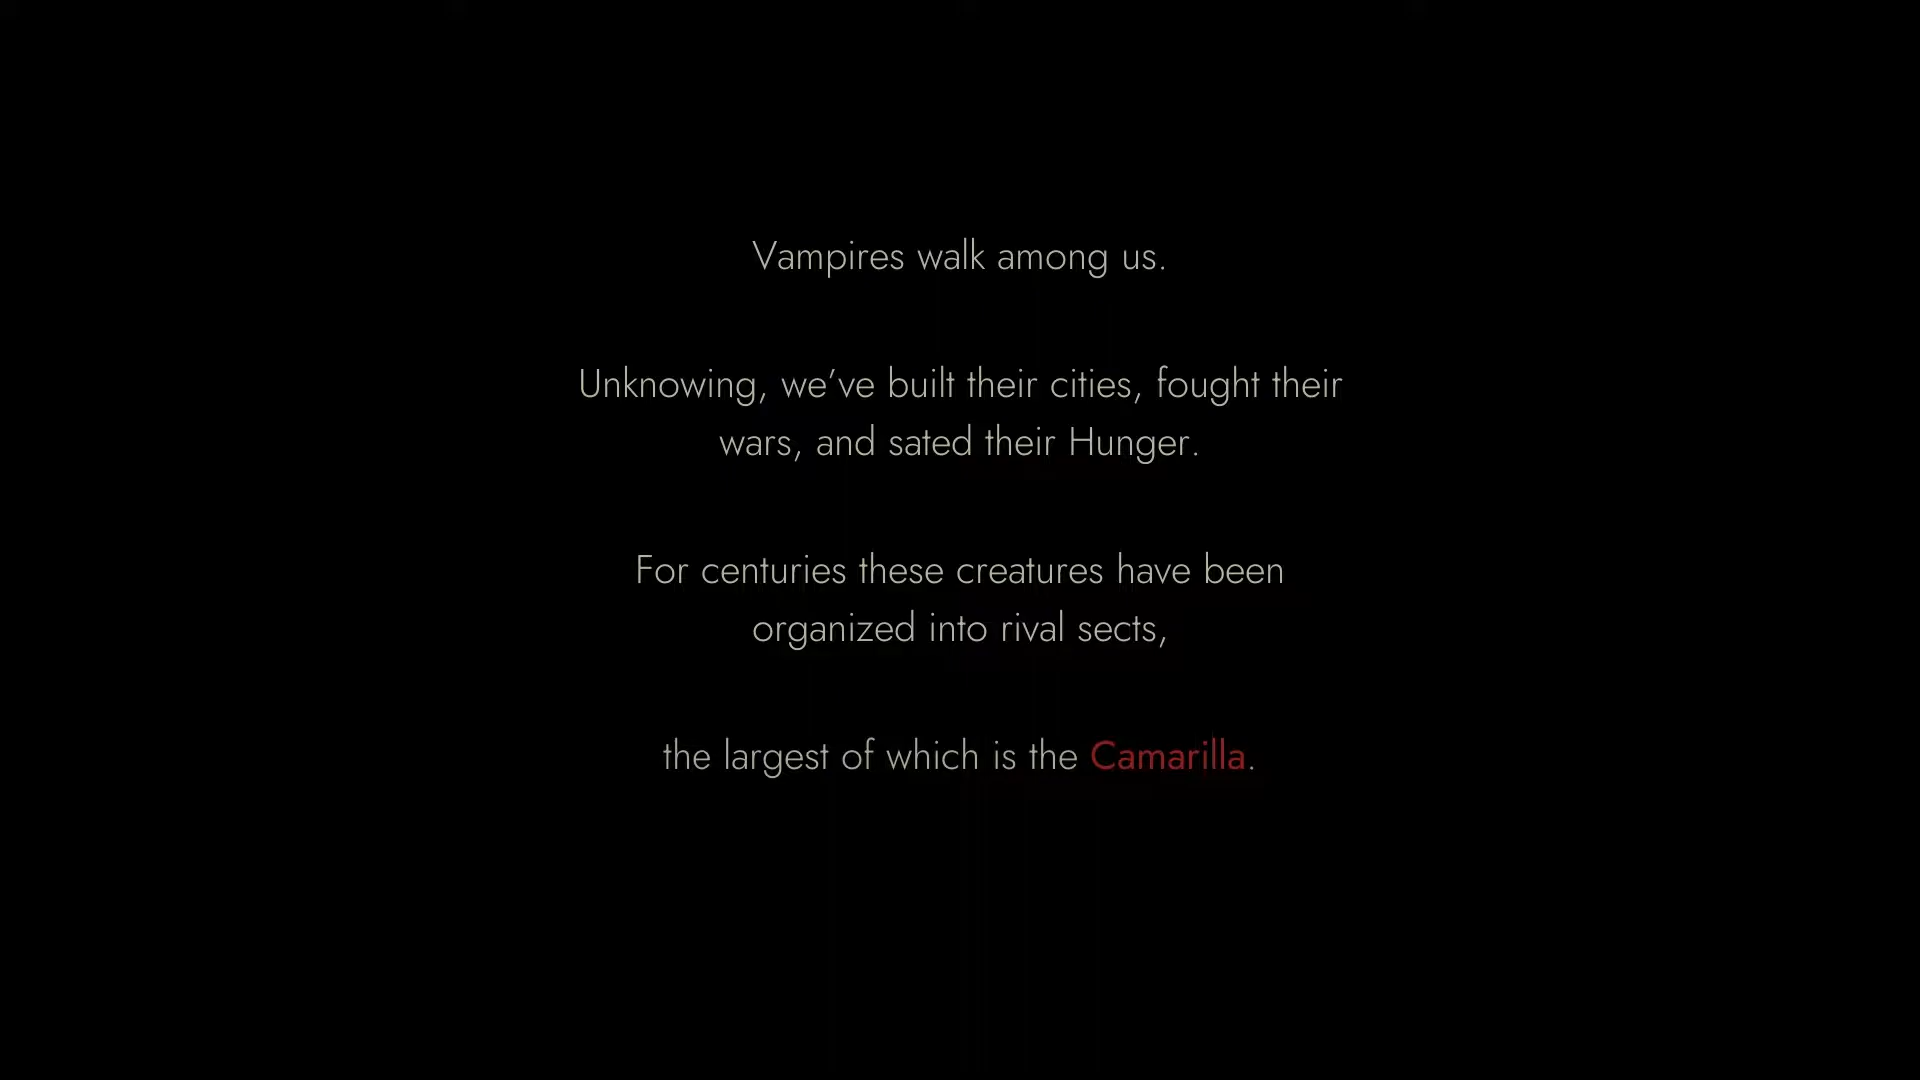 Vampires walk among us.
Unknowing, we’ve built their cities, fought their
wars, and sated their Hunger.
For centuries these creatures have been
organized into rival sects,
the largest of which is the Camarilla.